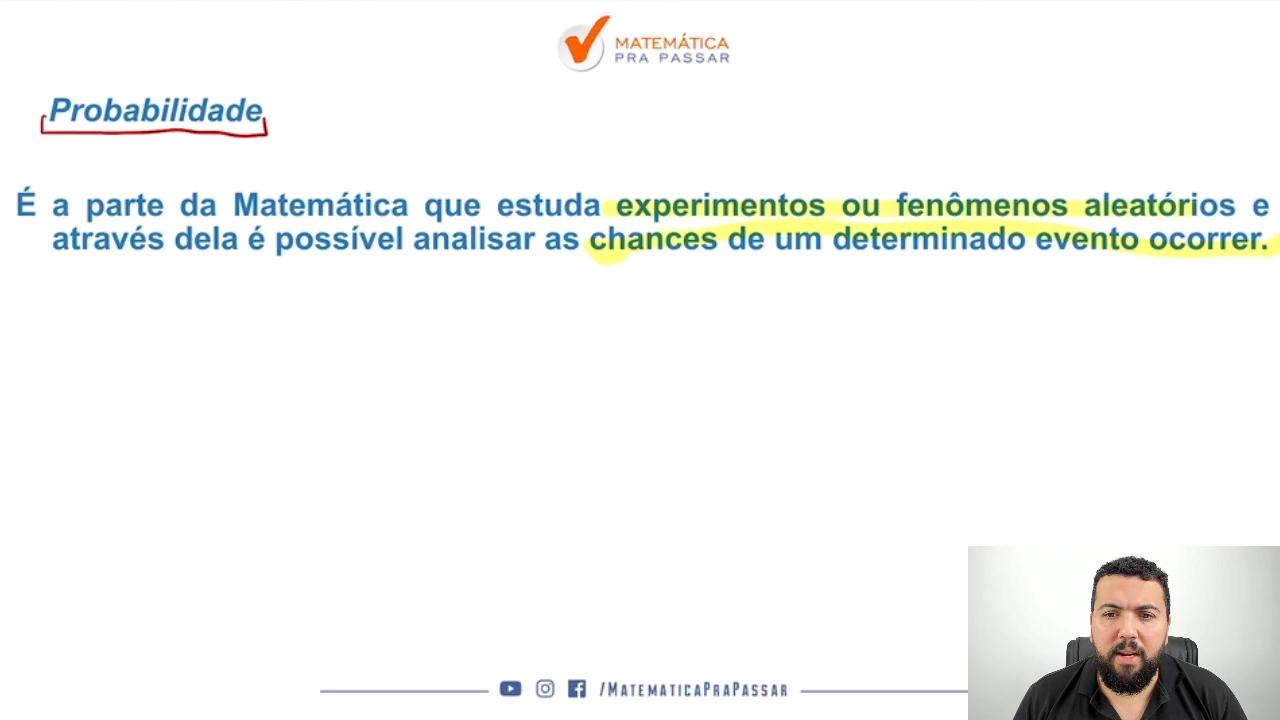 MATEMÁTICA
PRA PASSAR
Probabilidade
É a parte da Matemática que estuda experimentos ou fenômenos aleatórios e
através dela é possível analisar as chances de um determinado evento ocorrer.
/MatematicaPraPassar